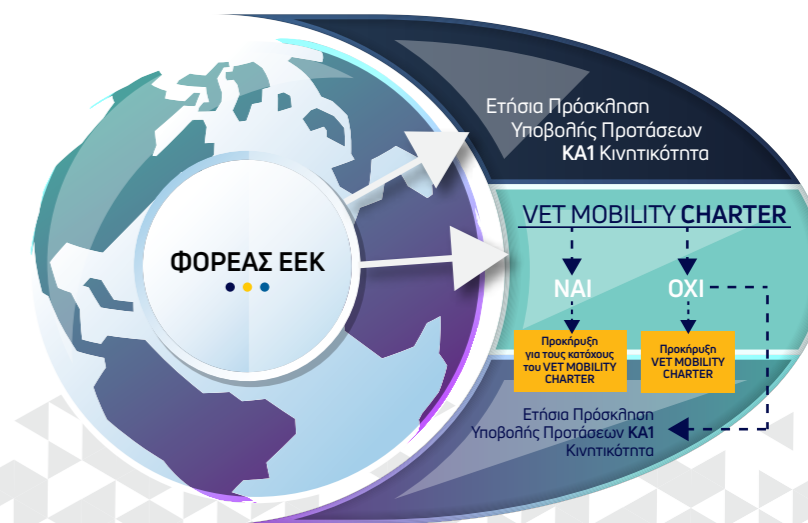 ΦΟΡΕΑΣ ΕΕΚ
Ετήσια Πρόσκληση
Υποβολής Προτάσεων
ΚΑ1 Κινητικότητα
VET MOBILITY CHARTER
ΝΑΙ
ΟΧΙ
Προκήρυξη
για τους κατόχους
του VET MOBILITY
CHARTER
Προκήρυξη
VET MOBILITY
CHARTER
Ετήσια Πρόσκληση
Υποβολής Προτάσεων ΚΑ1
Κινητικότητα